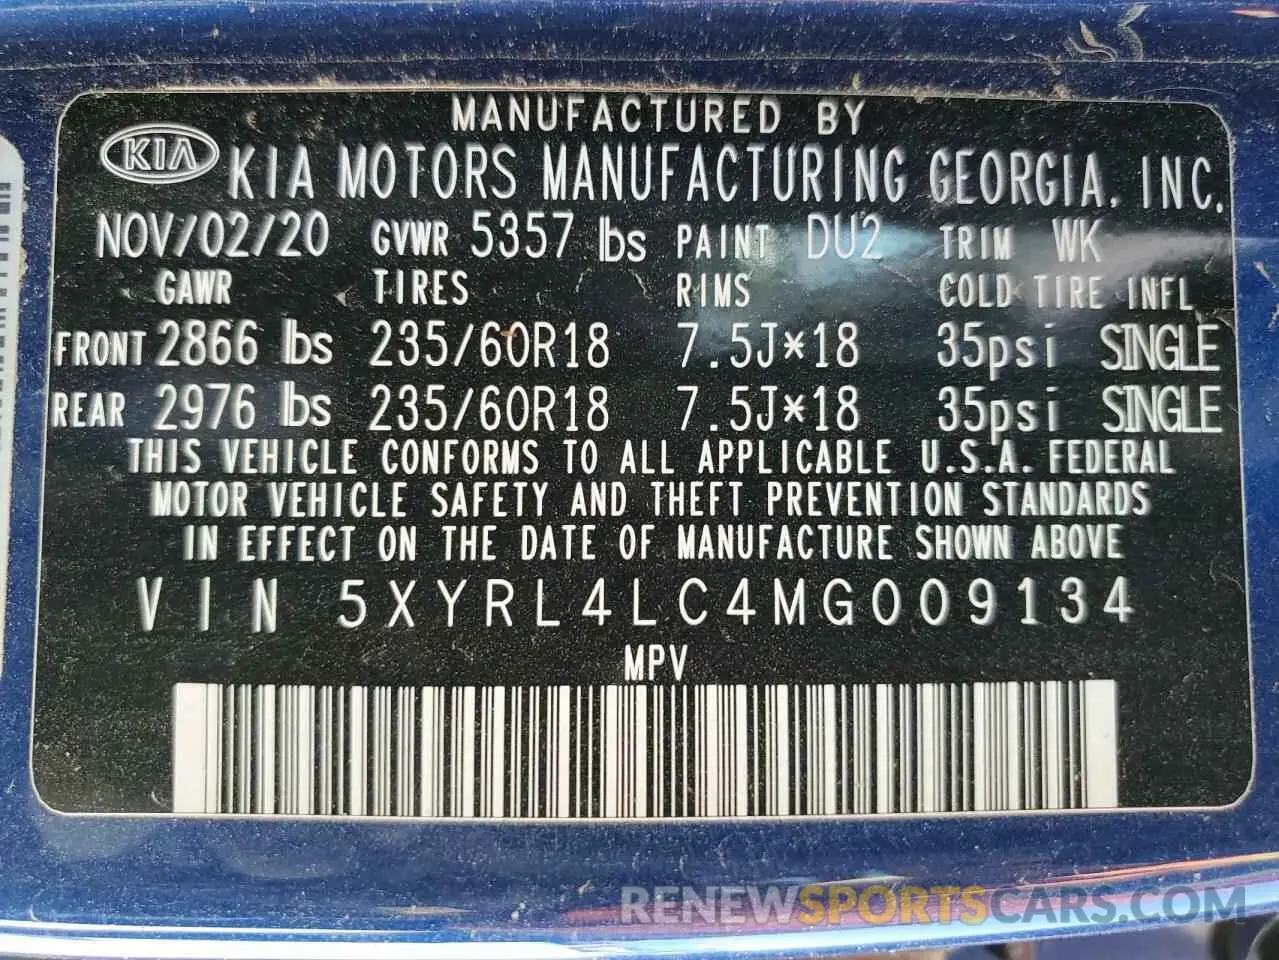 MANUFACTURED BY
KIA KIA MOTORS MANUFACTURING GEORGIA, INC.
NOV/02/20 GVWR 5357 lbs PAINT DU2 TRIM WK
GAWR TIRES RIMS COLD TIRE INFL
FRONT 2866 lbs 235/60R18 7.5J*18 35psi SINGLE
REAR 2976 lbs 235/60R18 7.5J*18 35psi SINGLE
THIS VEHICLE CONFORMS TO ALL APPLICABLE U.S.A. FEDERAL
MOTOR VEHICLE SAFETY AND THEFT PREVENTION STANDARDS
IN EFFECT ON THE DATE OF MANUFACTURE SHOWN ABOVE
VIN 5XYRL4LC4MG009134
MPV
RENEWSPORTSCARS.COM